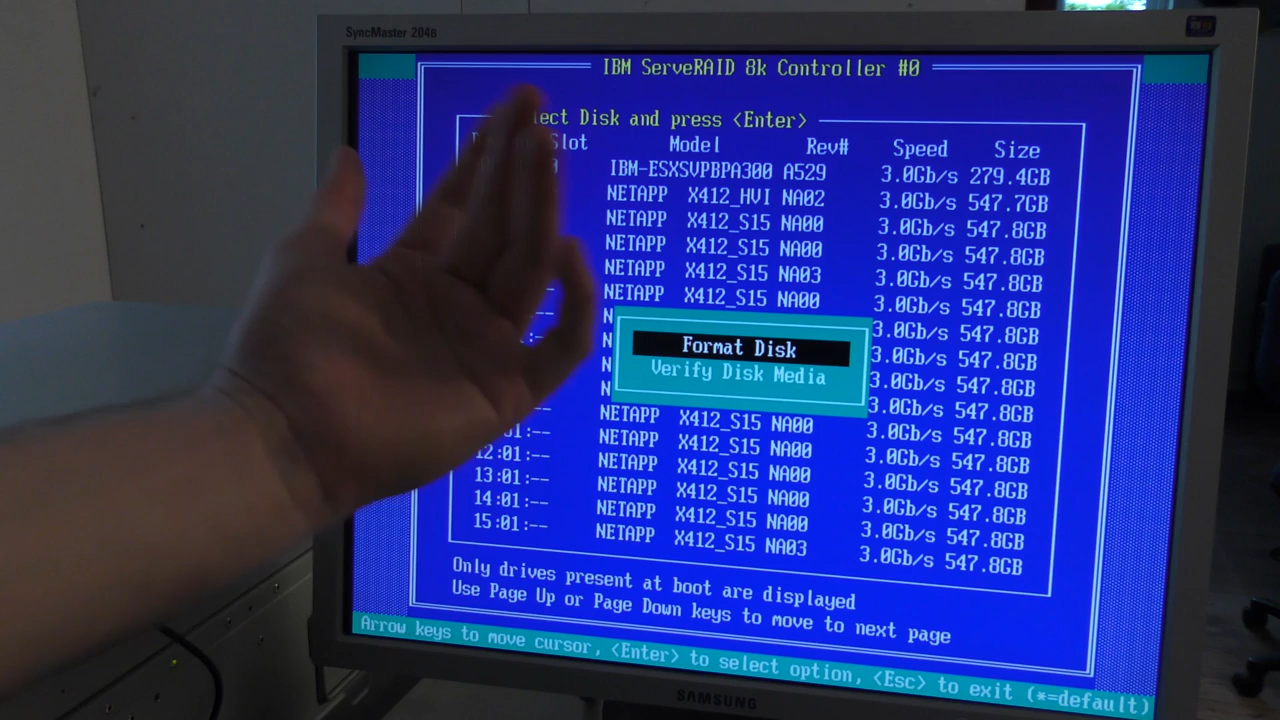 SyncMaster 204B
IBM ServeRAID 8k Controller #0
Disk and press <Enter>
Slot Model Rev# Speed Size
IBM-ESXSVPBPA300 A529 3.0Gb/s 279.4GB
NETAPP X412_HVI NA02 3.0Gb/s 547.7GB
NETAPP X412_S15 NA00 3.0Gb/s 547.8GB
NETAPP X412_S15 NA00 3.0Gb/s 547.8GB
NETAPP X412_S15 NA03 3.0Gb/s 547.8GB
NETAPP X412_S15 NA00 3.0Gb/s 547.8GB
3.0Gb/s 547.8GB
Format Disk
3.0Gb/s 547.8GB
Verify Disk Media
3.0Gb/s 547.8GB
NETAPP X412_S15 NA00 3.0Gb/s 547.8GB
NETAPP X412_S15 NA00 3.0Gb/s 547.8GB
12:01:-- NETAPP X412_S15 NA00 3.0Gb/s 547.8GB
13:01:-- NETAPP X412_S15 NA00 3.0Gb/s 547.8GB
14:01:-- NETAPP X412_S15 NA00 3.0Gb/s 547.8GB
15:01:-- NETAPP X412_S15 NA03 3.0Gb/s 547.8GB
Only drives present at boot are displayed
Use Page Up or Page Down keys to move to next page
Arrow keys to move cursor, <Enter> to select option, <Esc> to exit (*=default)
SAMSUNG